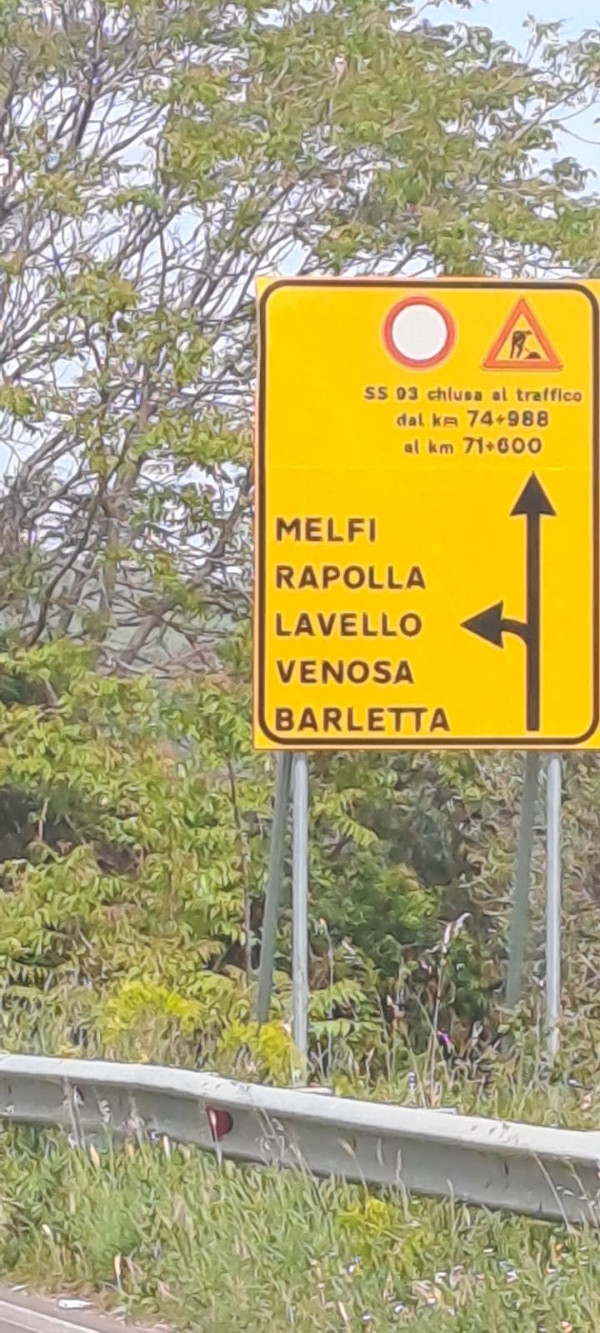 SS 93 chiusa al traffico
dal km 74+988
al km 71+600
MELFI
RAPOLLA
LAVELLO
VENOSA
BARLETTA